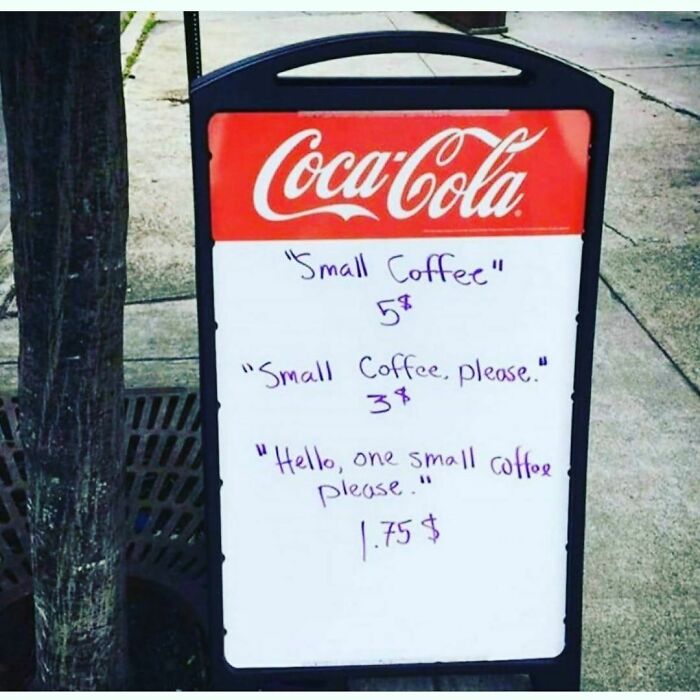 Coca-Cola
"Small Coffee"
5$
"Small Coffee, please."
3$
"Hello, one small coffee
please."
1.75$